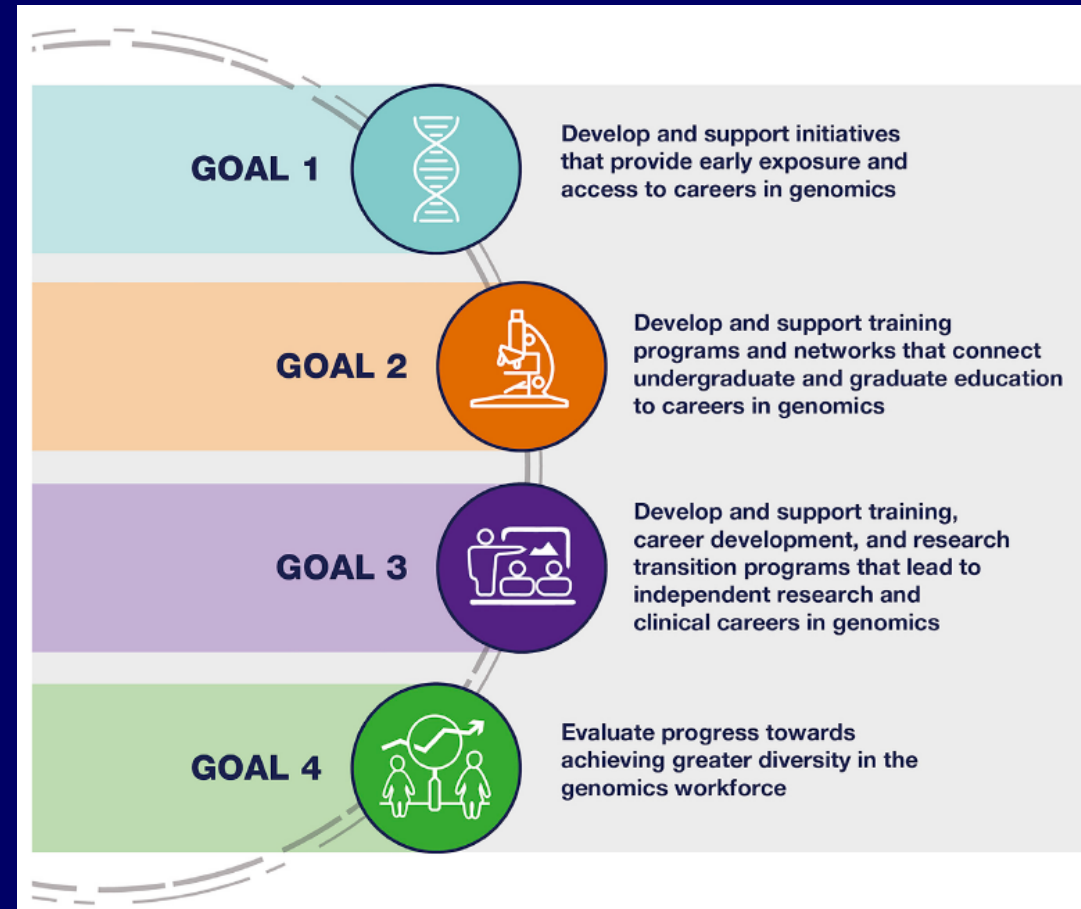 GOAL 1
Develop and support initiatives
that provide early exposure and
access to careers in genomics
GOAL 2
Develop and support training
programs and networks that connect
undergraduate and graduate education
to careers in genomics
GOAL 3
Develop and support training,
career development, and research
transition programs that lead to
independent research and
clinical careers in genomics
GOAL 4
Evaluate progress towards
achieving greater diversity in the
genomics workforce